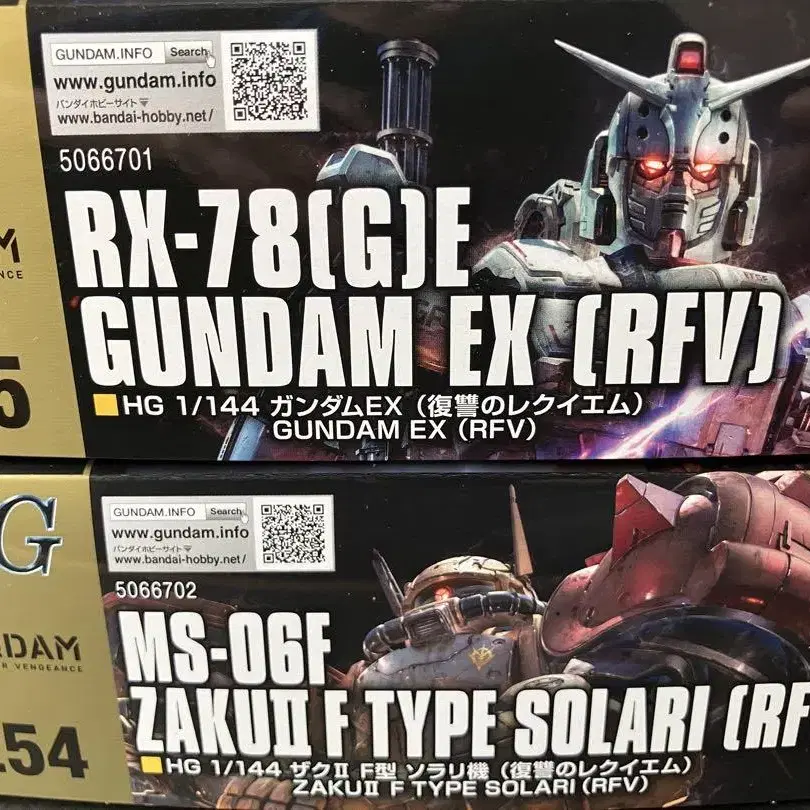 GUNDAM.INFO Search
www.gundam.info
バンダイホビーサイト▼
www.bandai-hobby.net/
5066701
RX-78(G)E
GUNDAM EX (RFV)
HG 1/144 ガンダムEX（復讐のレクイエム）
GUNDAM EX (RFV)
M
NCE
5
G
GUNDAM.INFO Search
www.gundam.info
バンダイホビーサイト▼
www.bandai-hobby.net/
5066702
MS-06F
ZAKUII F TYPE SOLARI (RF
HG 1/144 ザクⅡ F型 ソラリ機（復讐のレクイエム）
ZAKUII F TYPE SOLARI (RFV)
DAM
R VENGEANCE
54